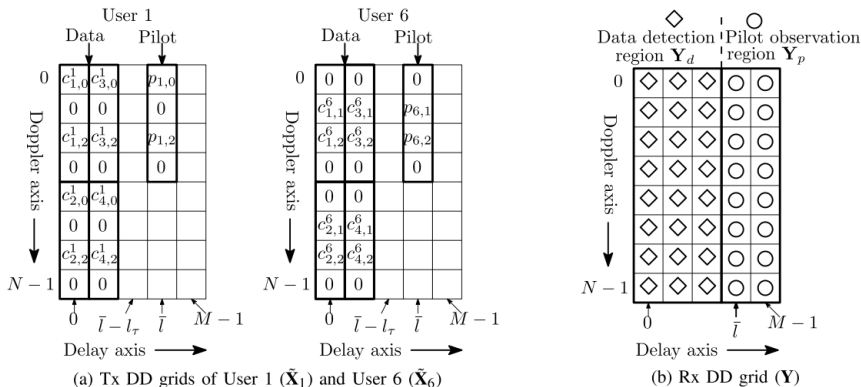 User 1
Data Pilot
0 c^1_{1,0} c^1_{3,0} p_{1,0}
0 0 0
c^1_{1,2} c^1_{3,2} p_{1,2}
0 0 0
c^1_{2,0} c^1_{4,0}
0 0
c^1_{2,2} c^1_{4,2}
N − 1 0 0
Doppler axis
0 l̄ − l_τ l̄ M − 1
Delay axis
User 6
Data Pilot
0 0 0 0
c^6_{1,1} c^6_{3,1} p_{6,1}
c^6_{1,2} c^6_{3,2} p_{6,2}
0 0 0
0 0
c^6_{2,1} c^6_{4,1}
c^6_{2,2} c^6_{4,2}
N − 1 0 0
Doppler axis
0 l̄ − l_τ l̄ M − 1
Delay axis
(a) Tx DD grids of User 1 (X̃_1) and User 6 (X̃_6)
Data detection
region Y_d
Pilot observation
region Y_p
0
Doppler axis
N − 1
0 l̄ M − 1
Delay axis
(b) Rx DD grid (Y)